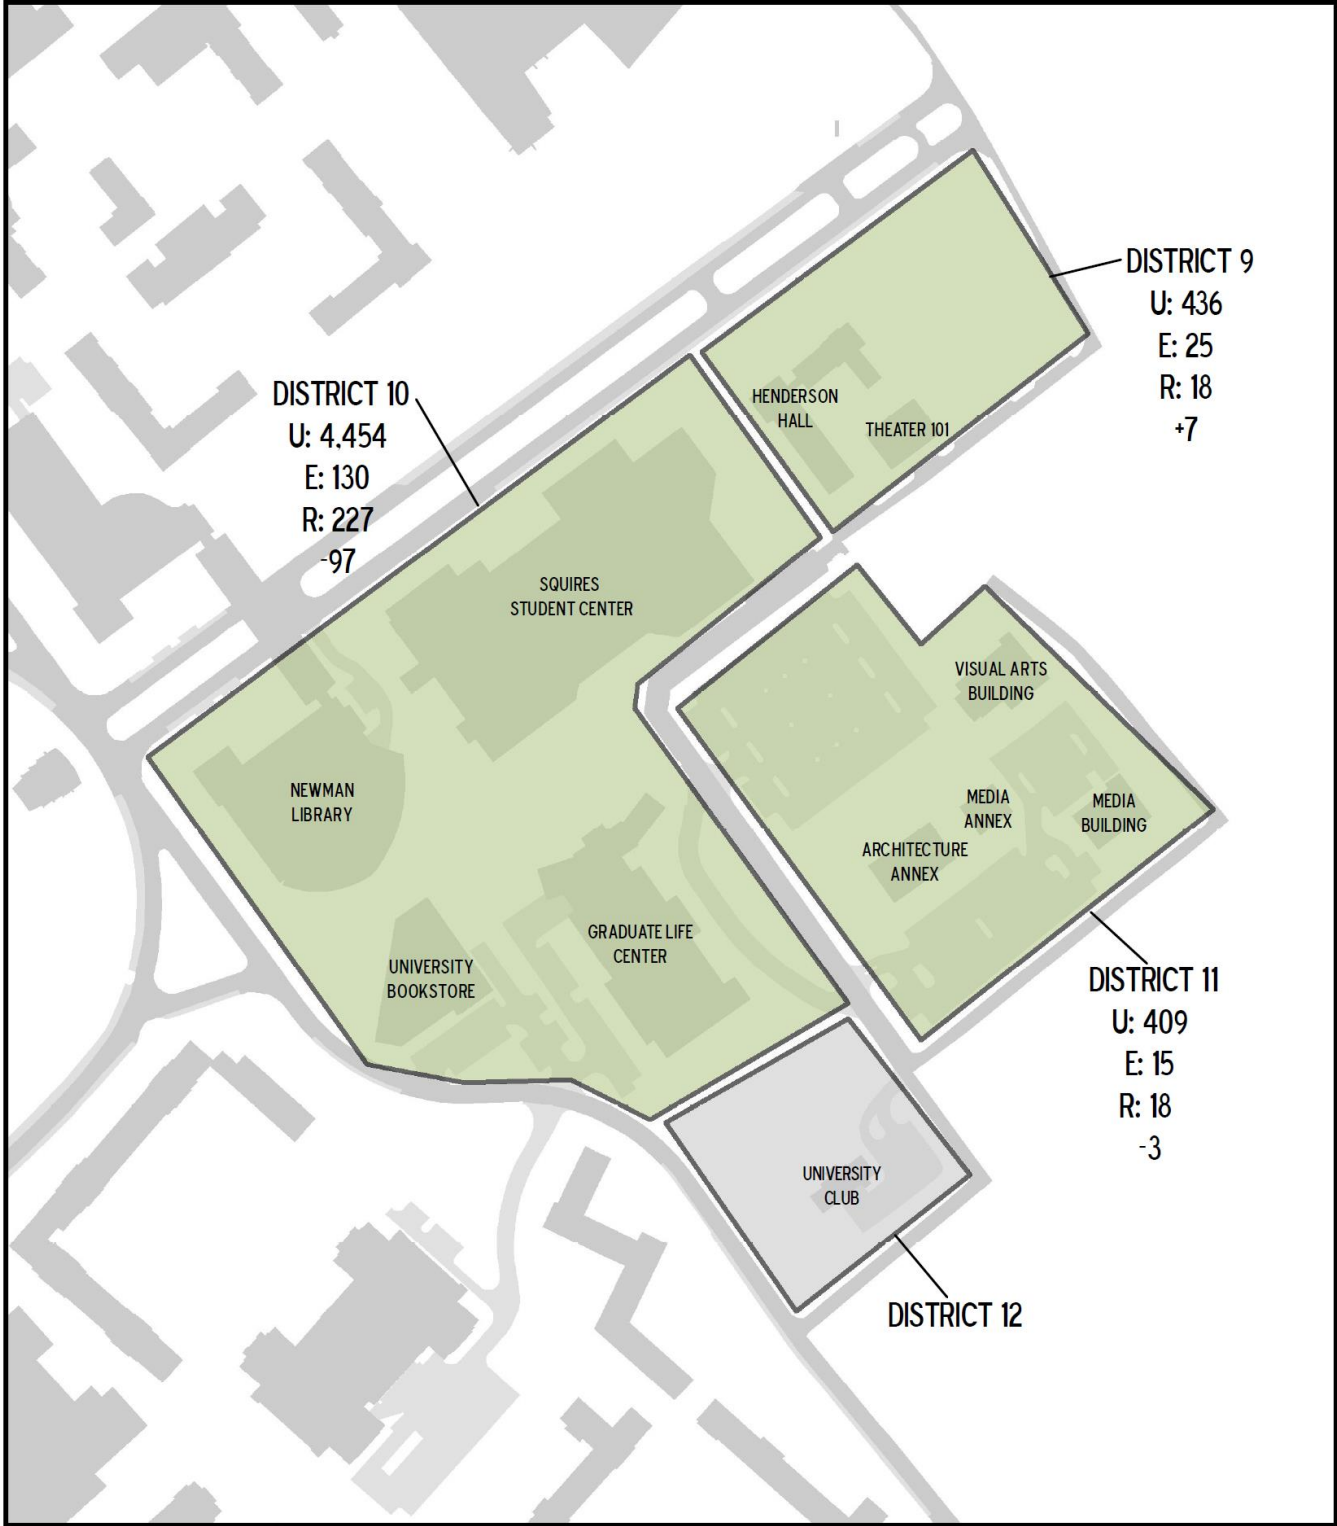 DISTRICT 9
U: 436
E: 25
R: 18
+7
DISTRICT 10
U: 4,454
E: 130
R: 227
-97
HENDERSON
HALL
THEATER 101
SQUIRES
STUDENT CENTER
VISUAL ARTS
BUILDING
NEWMAN
LIBRARY
MEDIA
ANNEX
MEDIA
BUILDING
ARCHITECTURE
ANNEX
GRADUATE LIFE
CENTER
UNIVERSITY
BOOKSTORE
DISTRICT 11
U: 409
E: 15
R: 18
-3
UNIVERSITY
CLUB
DISTRICT 12